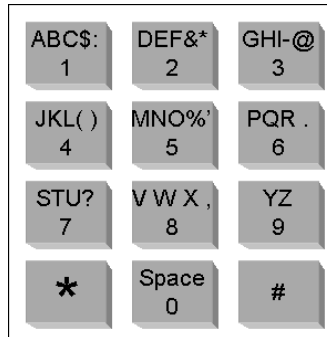 ABC$:
1
DEF&*
2
GHI-@
3
JKL( )
4
MNO%'
5
PQR .
6
STU?
7
V W X ,
8
YZ
9
*
Space
0
#